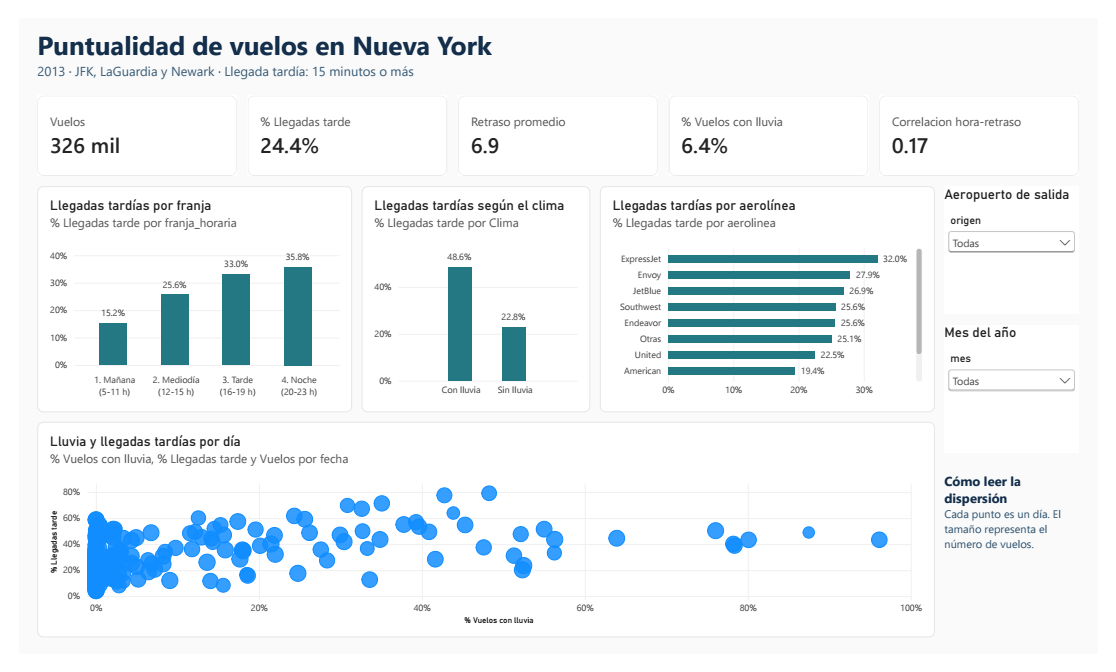 Puntualidad de vuelos en Nueva York
2013 · JFK, LaGuardia y Newark · Llegada tardía: 15 minutos o más
Vuelos
326 mil
% Llegadas tarde
24.4%
Retraso promedio
6.9
% Vuelos con lluvia
6.4%
Correlacion hora-retraso
0.17
Llegadas tardías por franja
% Llegadas tarde por franja_horaria
40%
30%
20%
10%
0%
15.2%
25.6%
33.0%
35.8%
1. Mañana
(5-11 h)
2. Mediodía
(12-15 h)
3. Tarde
(16-19 h)
4. Noche
(20-23 h)
Llegadas tardías según el clima
% Llegadas tarde por Clima
40%
20%
0%
48.6%
22.8%
Con lluvia
Sin lluvia
Llegadas tardías por aerolínea
% Llegadas tarde por aerolinea
ExpressJet 32.0%
Envoy 27.9%
JetBlue 26.9%
Southwest 25.6%
Endeavor 25.6%
Otras 25.1%
United 22.5%
American 19.4%
0% 10% 20% 30%
Aeropuerto de salida
origen
Todas
Mes del año
mes
Todas
Lluvia y llegadas tardías por día
% Vuelos con lluvia, % Llegadas tarde y Vuelos por fecha
% Llegadas tarde
80%
60%
40%
20%
0%
0% 20% 40% 60% 80% 100%
% Vuelos con lluvia
Cómo leer la
dispersión
Cada punto es un día. El
tamaño representa el
número de vuelos.